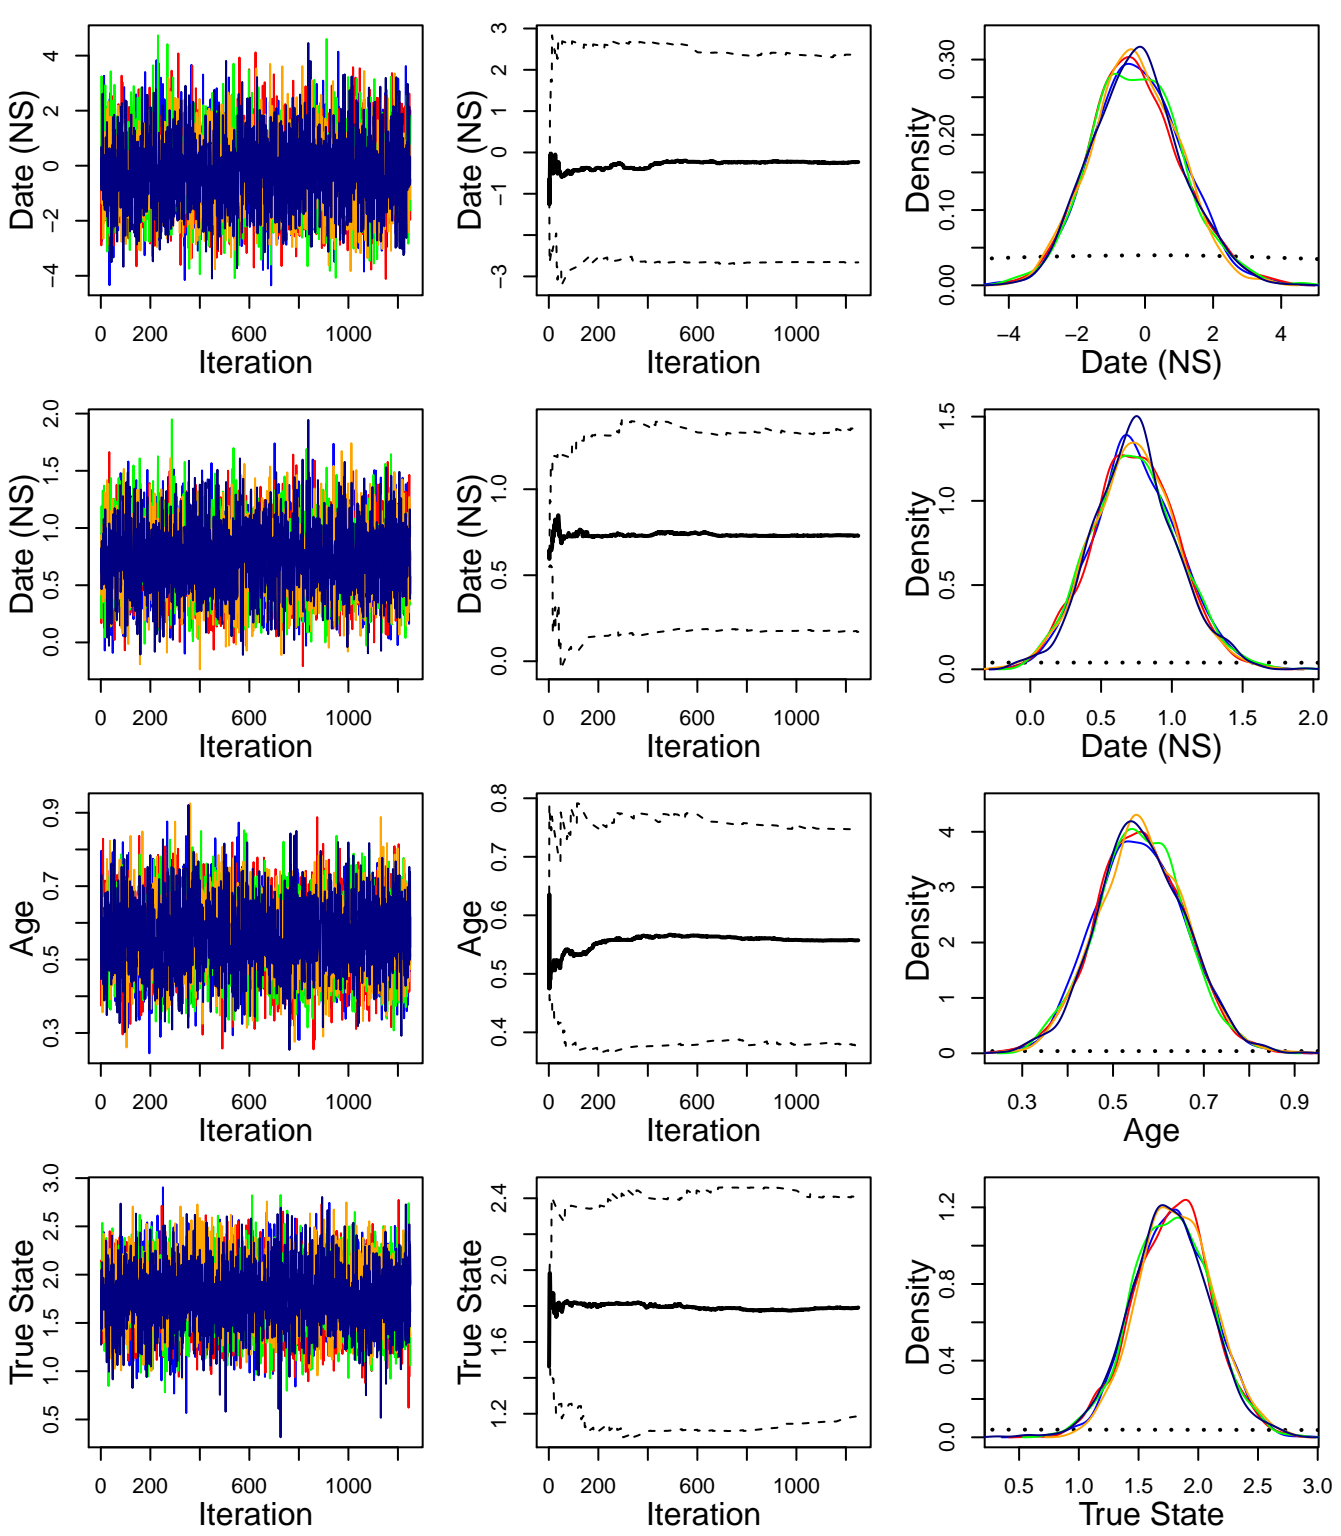 Date (NS)
−4 −2 0 2 4
0 200 600 1000
Iteration
Date (NS)
−3 −1 0 1 2 3
0 200 600 1000
Iteration
Density
0.00 0.10 0.20 0.30
−4 −2 0 2 4
Date (NS)
Date (NS)
0.0 0.5 1.0 1.5 2.0
0 200 600 1000
Iteration
Date (NS)
0.0 0.5 1.0
0 200 600 1000
Iteration
Density
0.0 0.5 1.0 1.5
0.0 0.5 1.0 1.5 2.0
Date (NS)
Age
0.3 0.5 0.7 0.9
0 200 600 1000
Iteration
Age
0.4 0.5 0.6 0.7 0.8
0 200 600 1000
Iteration
Density
0 1 2 3 4
0.3 0.5 0.7 0.9
Age
True State
0.5 1.0 1.5 2.0 2.5 3.0
0 200 600 1000
Iteration
True State
1.2 1.6 2.0 2.4
0 200 600 1000
Iteration
Density
0.0 0.4 0.8 1.2
0.5 1.0 1.5 2.0 2.5 3.0
True State